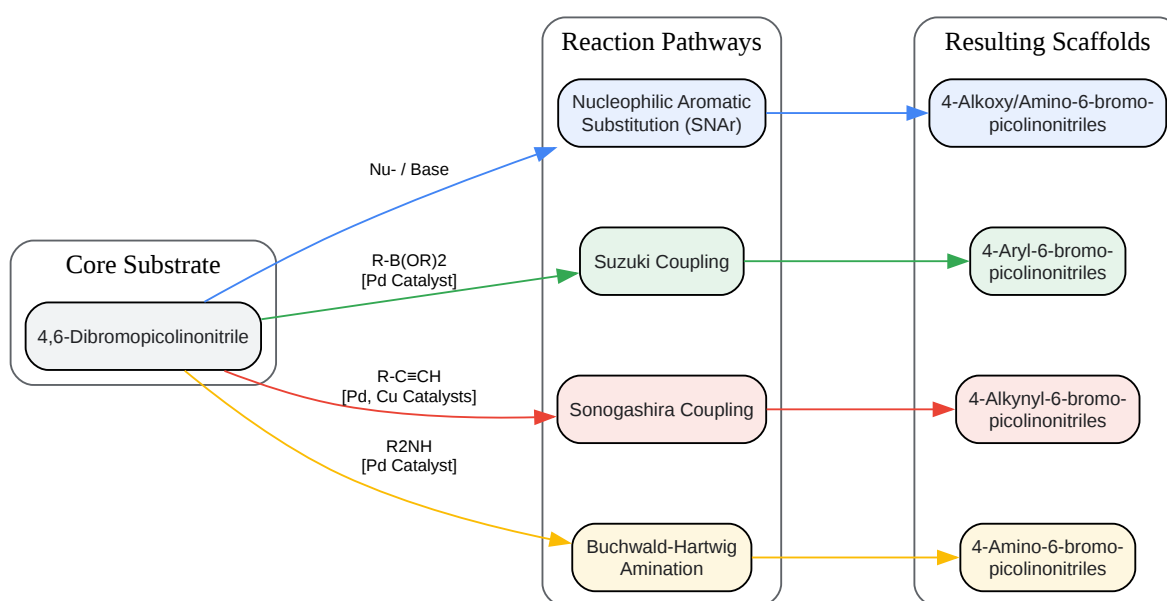 Reaction Pathways
Resulting Scaffolds
Core Substrate
4,6-Dibromopicolinonitrile
Nu- / Base
R-B(OR)2
[Pd Catalyst]
R-C≡CH
[Pd, Cu Catalysts]
R2NH
[Pd Catalyst]
Nucleophilic Aromatic
Substitution (SNAr)
4-Alkoxy/Amino-6-bromo-
picolinonitriles
Suzuki Coupling
4-Aryl-6-bromo-
picolinonitriles
Sonogashira Coupling
4-Alkynyl-6-bromo-
picolinonitriles
Buchwald-Hartwig
Amination
4-Amino-6-bromo-
picolinonitriles